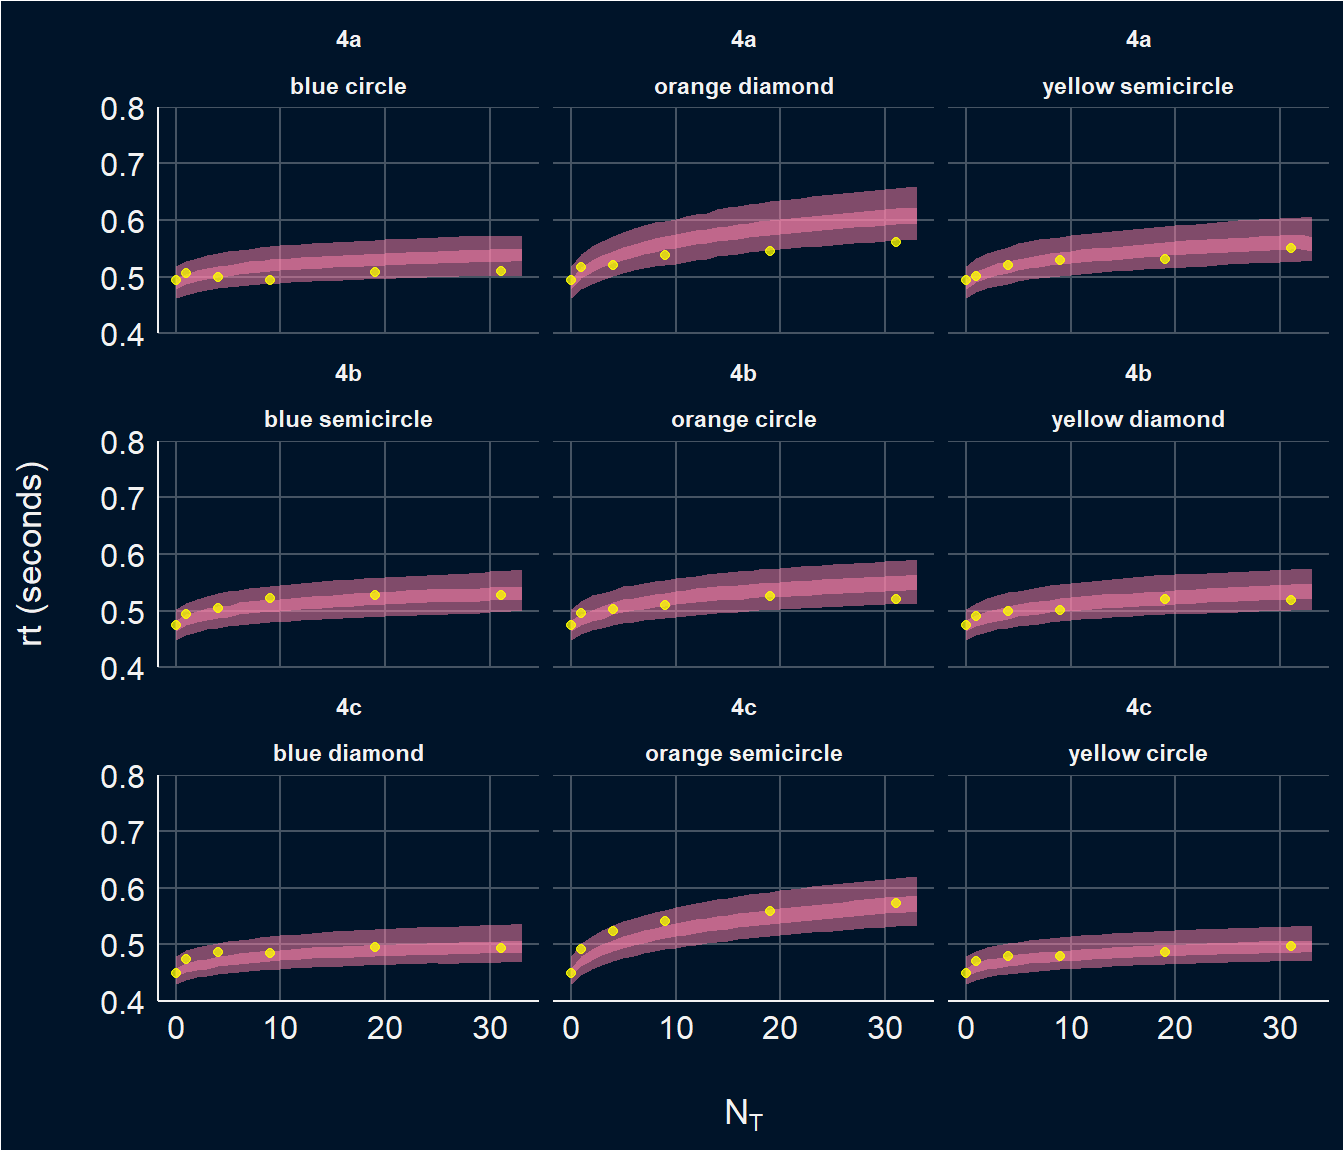 4a 4a 4a
blue circle orange diamond yellow semicircle
0.8
0.7
0.6
0.5
0.4
4b 4b 4b
blue semicircle orange circle yellow diamond
0.8
0.7
0.6
0.5
0.4
rt (seconds)
4c 4c 4c
blue diamond orange semicircle yellow circle
0.8
0.7
0.6
0.5
0.4
0 10 20 30 0 10 20 30 0 10 20 30
N_T